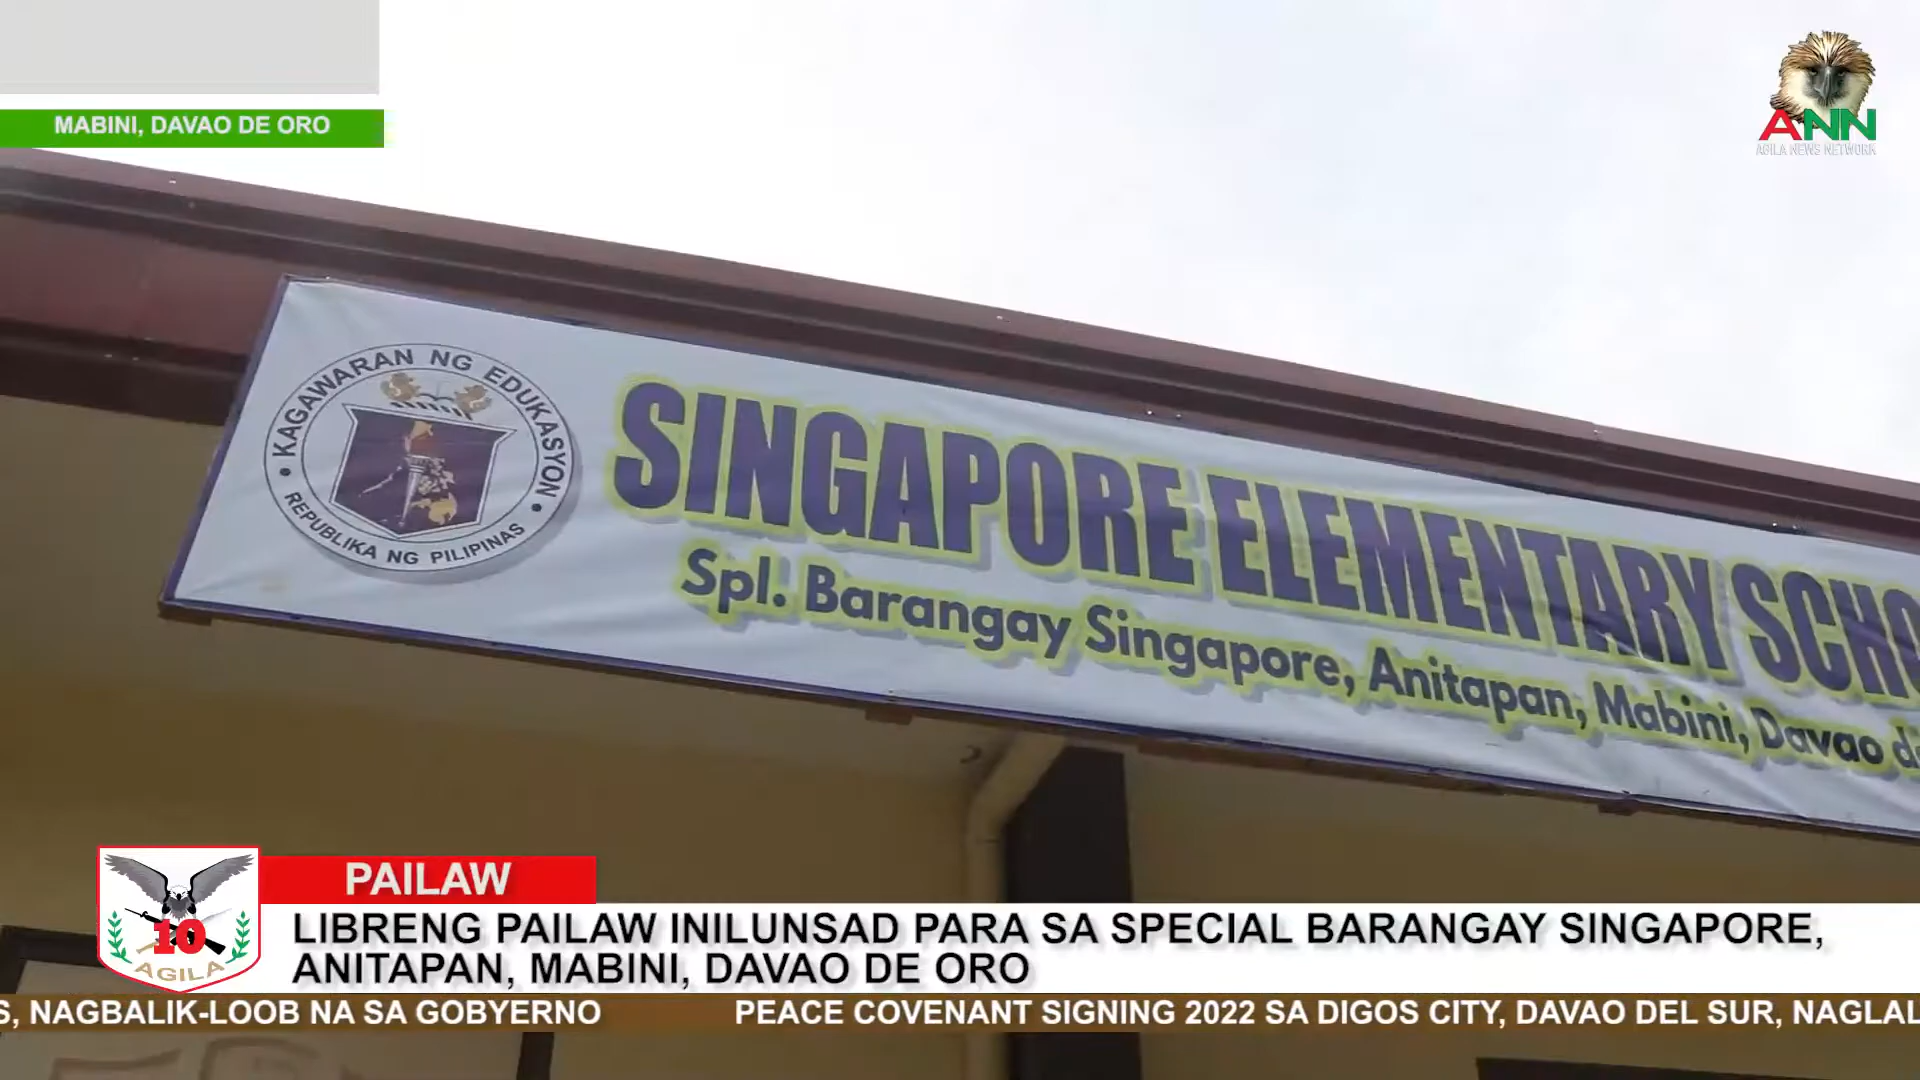 MABINI, DAVAO DE ORO
ANN
AGILA NEWS NETWORK
KAGAWARAN NG EDUKASYON
REPUBLIKA NG PILIPINAS
SINGAPORE ELEMENTARY SCHO
Spl. Barangay Singapore, Anitapan, Mabini, Davao d
PAILAW
LIBRENG PAILAW INILUNSAD PARA SA SPECIAL BARANGAY SINGAPORE,
ANITAPAN, MABINI, DAVAO DE ORO
10
AGILA
S, NAGBALIK-LOOB NA SA GOBYERNO PEACE COVENANT SIGNING 2022 SA DIGOS CITY, DAVAO DEL SUR, NAGLAL